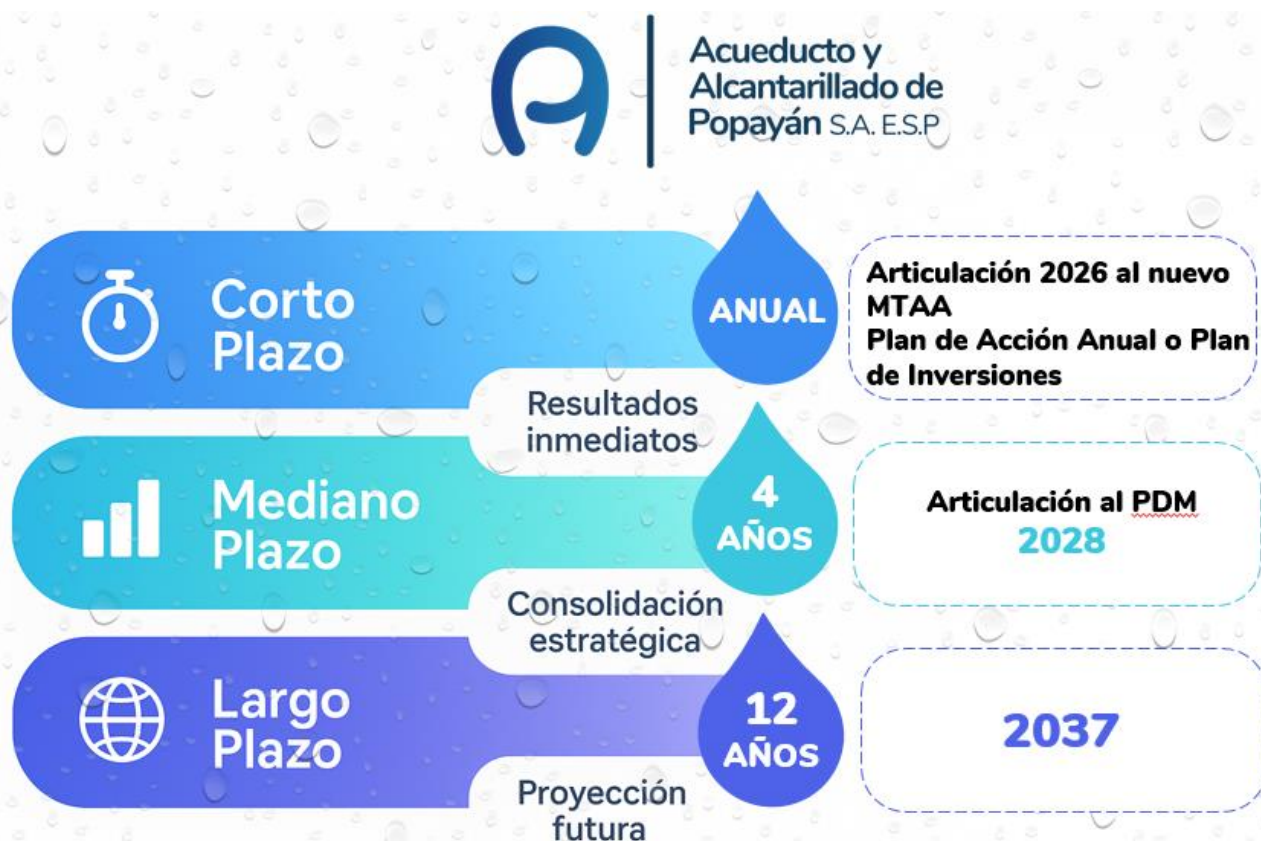 Acueducto y
Alcantarillado de
Popayán S.A. E.S.P
Corto
Plazo
ANUAL
Articulación 2026 al nuevo
MTAA
Plan de Acción Anual o Plan
de Inversiones
Resultados
inmediatos
Mediano
Plazo
4
AÑOS
Articulación al PDM
2028
Consolidación
estratégica
Largo
Plazo
12
AÑOS
2037
Proyección
futura